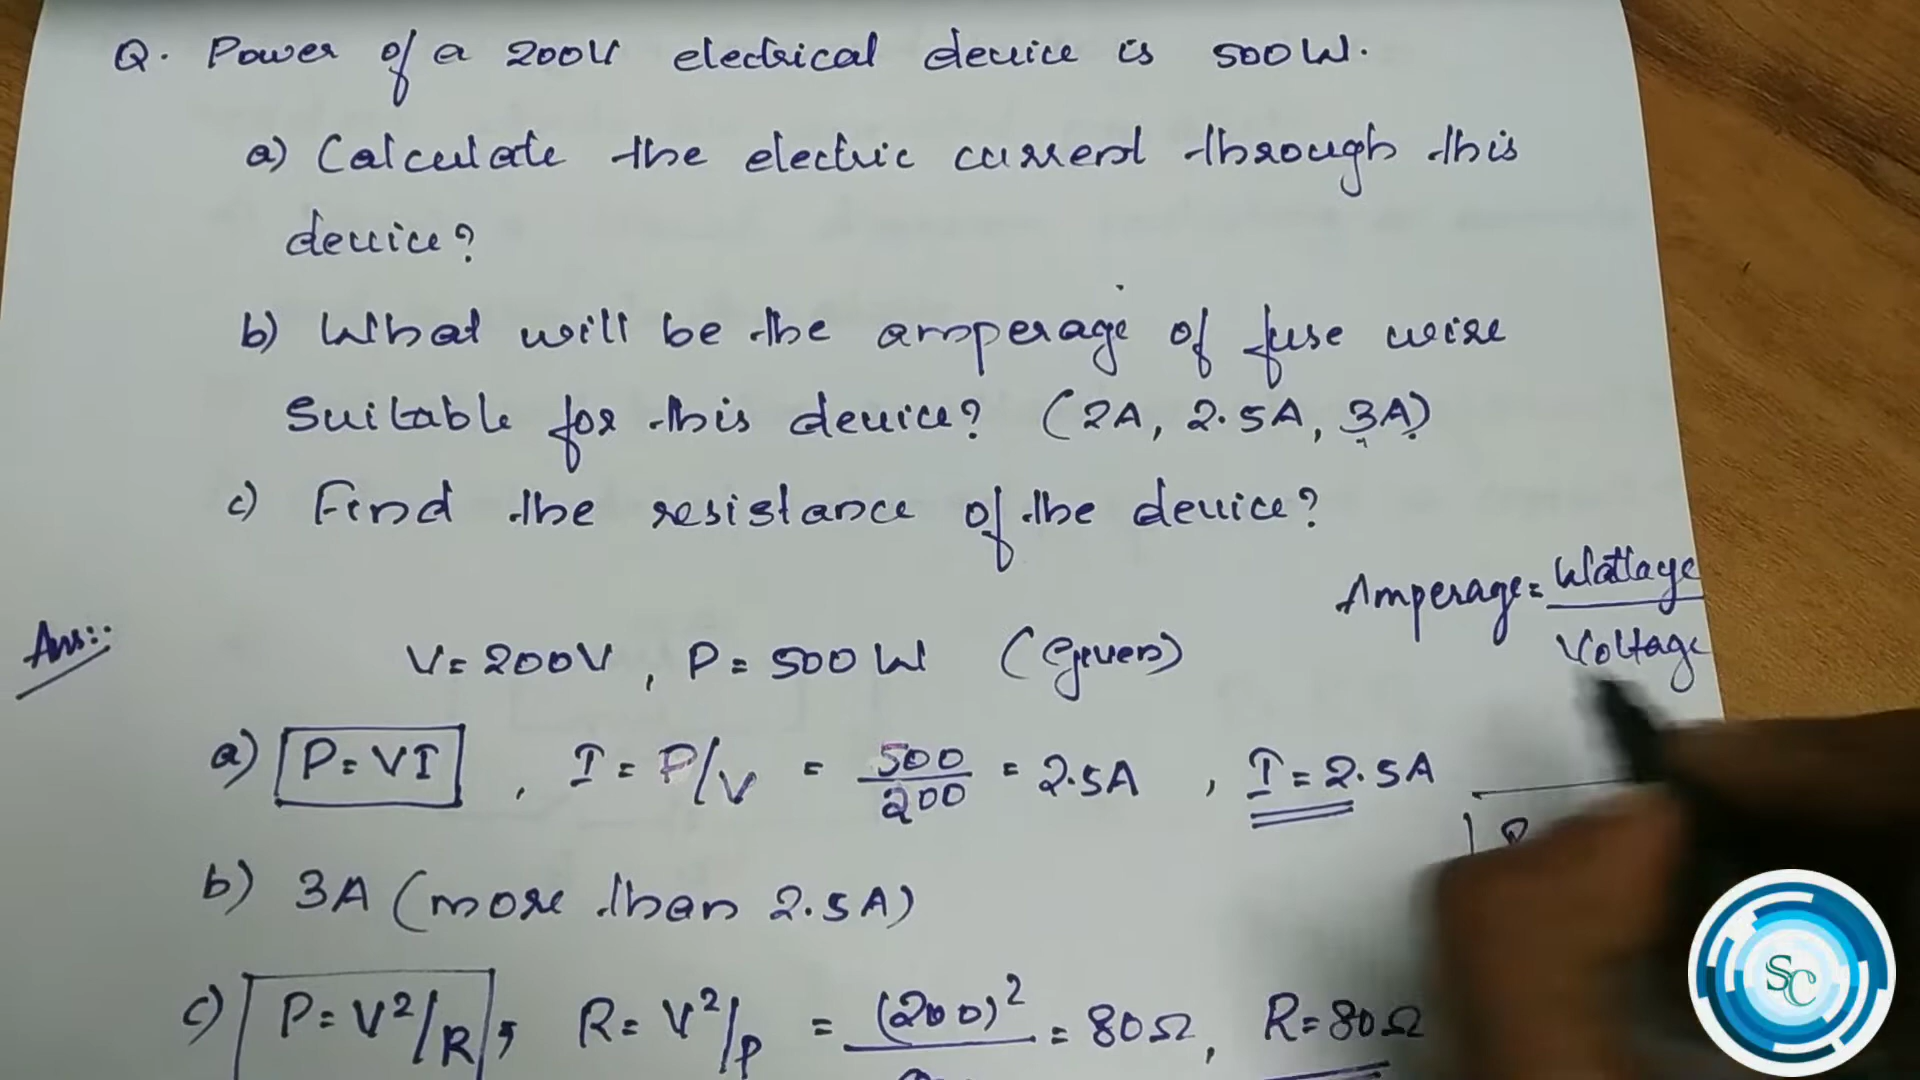 Q. Power of a 200V electrical device is 500W.
a) Calculate the electric current through this
device?
b) What will be the amperage of fuse wire
Suitable for this device? (2A, 2.5A, 3A)
c) Find the resistance of the device?
Amperage = Wattage / Voltage
Ans:-
V = 200V, P = 500W (Given)
a) P = VI, I = P/V = 500/200 = 2.5A, I = 2.5A
b) 3A (more than 2.5A)
c) P = V²/R, R = V²/P = (200)² = 80Ω, R = 80Ω
SC